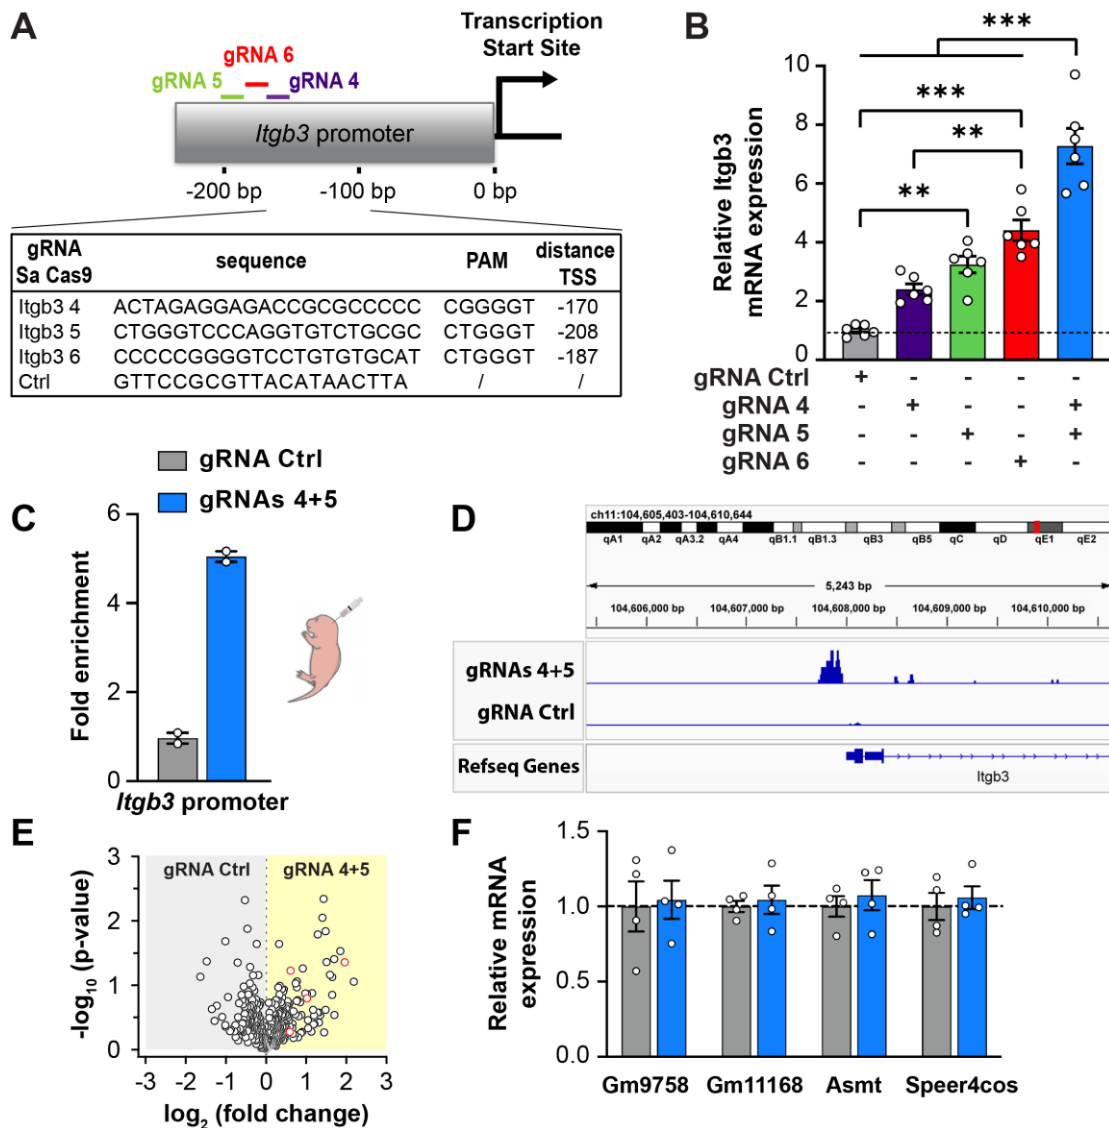 A
Transcription
Start Site
gRNA 6
gRNA 5
gRNA 4
Itgb3 promoter
-200 bp
-100 bp
0 bp
gRNA
Sa Cas9
sequence
PAM
distance
TSS
Itgb3 4 ACTAGAGGAGACCGCGCCCCC CGGGGT -170
Itgb3 5 CTGGGTCCCAGGTGTCTGCGC CTGGGT -208
Itgb3 6 CCCCCGGGGTCCTGTGTGCAT CTGGGT -187
Ctrl GTTCCGCGTTACATAACTTA / /
B
Relative Itgb3
mRNA expression
10
8
6
4
2
0
***
***
**
**
gRNA Ctrl + - - - -
gRNA 4 - + - - +
gRNA 5 - - + - +
gRNA 6 - - - + -
C
gRNA Ctrl
gRNAs 4+5
Fold enrichment
6
4
2
0
Itgb3 promoter
D
ch11:104,605,403-104,610,644
qA1 qA2 qA3.2 qA4 qB1.1 qB1.3 qB3 qB5 qC qD qE1 qE2
5,243 bp
104,606,000 bp 104,607,000 bp 104,608,000 bp 104,609,000 bp 104,610,000 bp
gRNAs 4+5
gRNA Ctrl
Refseq Genes
Itgb3
E
-log10 (p-value)
3
2
1
0
gRNA Ctrl
gRNA 4+5
-3 -2 -1 0 1 2 3
log2 (fold change)
F
Relative mRNA
expression
1.5
1.0
0.5
0.0
Gm9758 Gm11168 Asmt Speer4cos